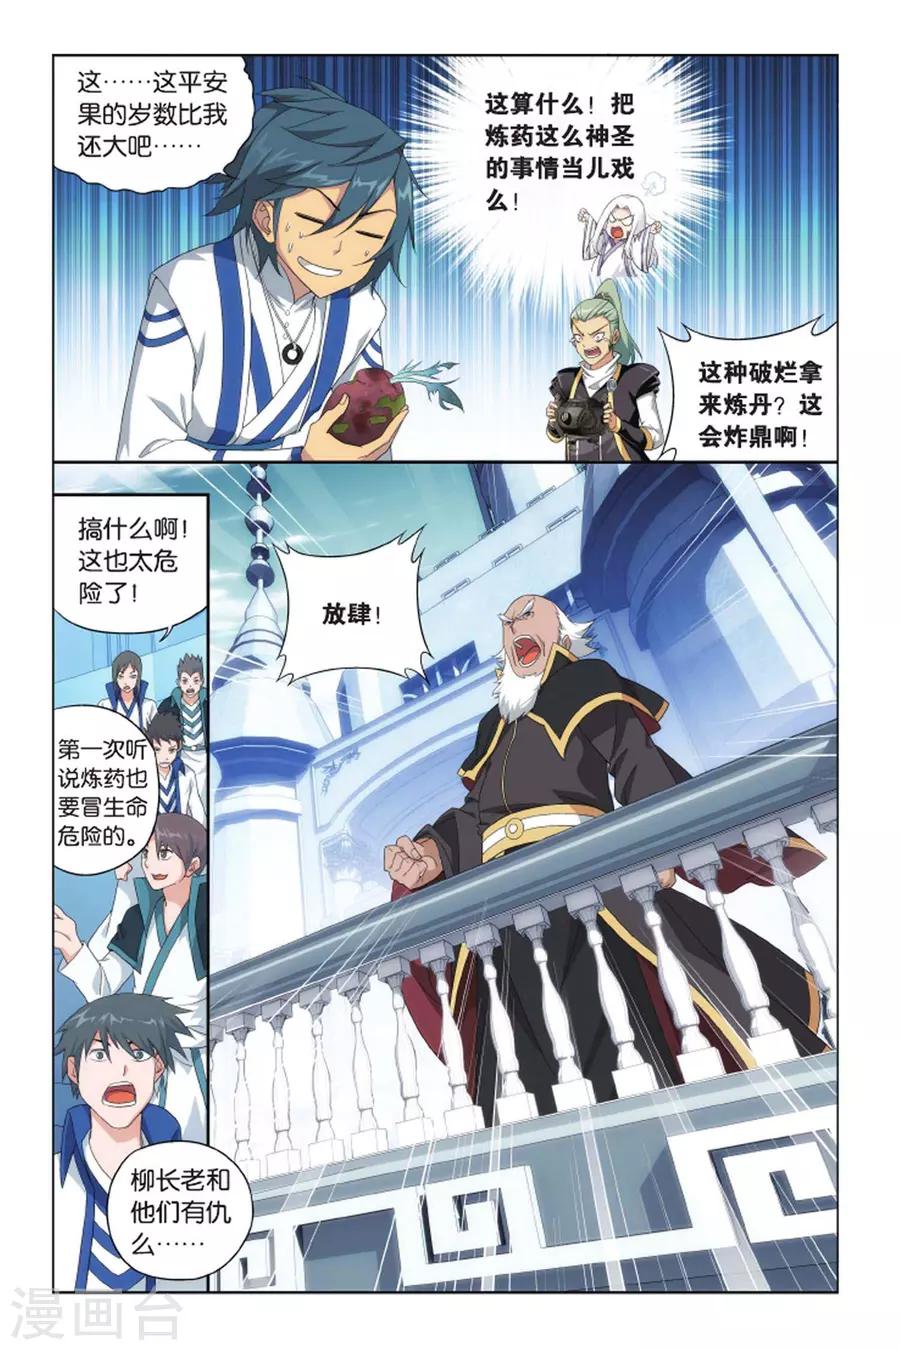 这……这平安
果的岁数比我
还大吧……
这算什么！把
炼药这么神圣
的事情当儿戏
么！
这种破烂拿
来炼丹？这
会炸鼎啊！
搞什么啊！
这也太危
险了！
放肆！
第一次听
说炼药也
要冒生命
危险的。
柳长老和
他们有仇
么……
漫画台